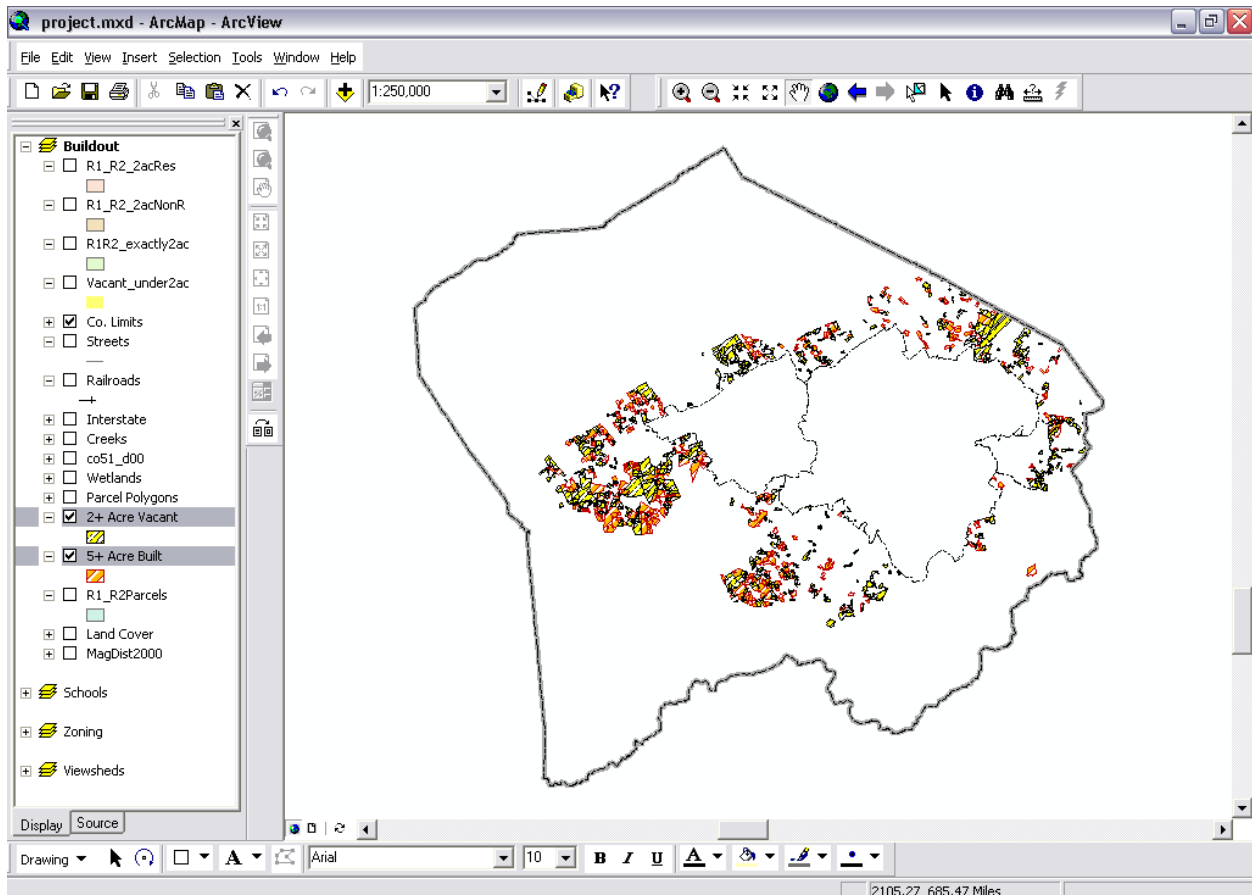 project.mxd - ArcMap - ArcView
File Edit View Insert Selection Tools Window Help
1:250,000
Buildout
R1_R2_2acRes
R1_R2_2acNonR
R1R2_exactly2ac
Vacant_under2ac
Co. Limits
Streets
Railroads
Interstate
Creeks
co51_d00
Wetlands
Parcel Polygons
2+ Acre Vacant
5+ Acre Built
R1_R2Parcels
Land Cover
MagDist2000
Schools
Zoning
Viewsheds
Display Source
Drawing A Arial 10 B I U A
2105.27 685.47 Miles